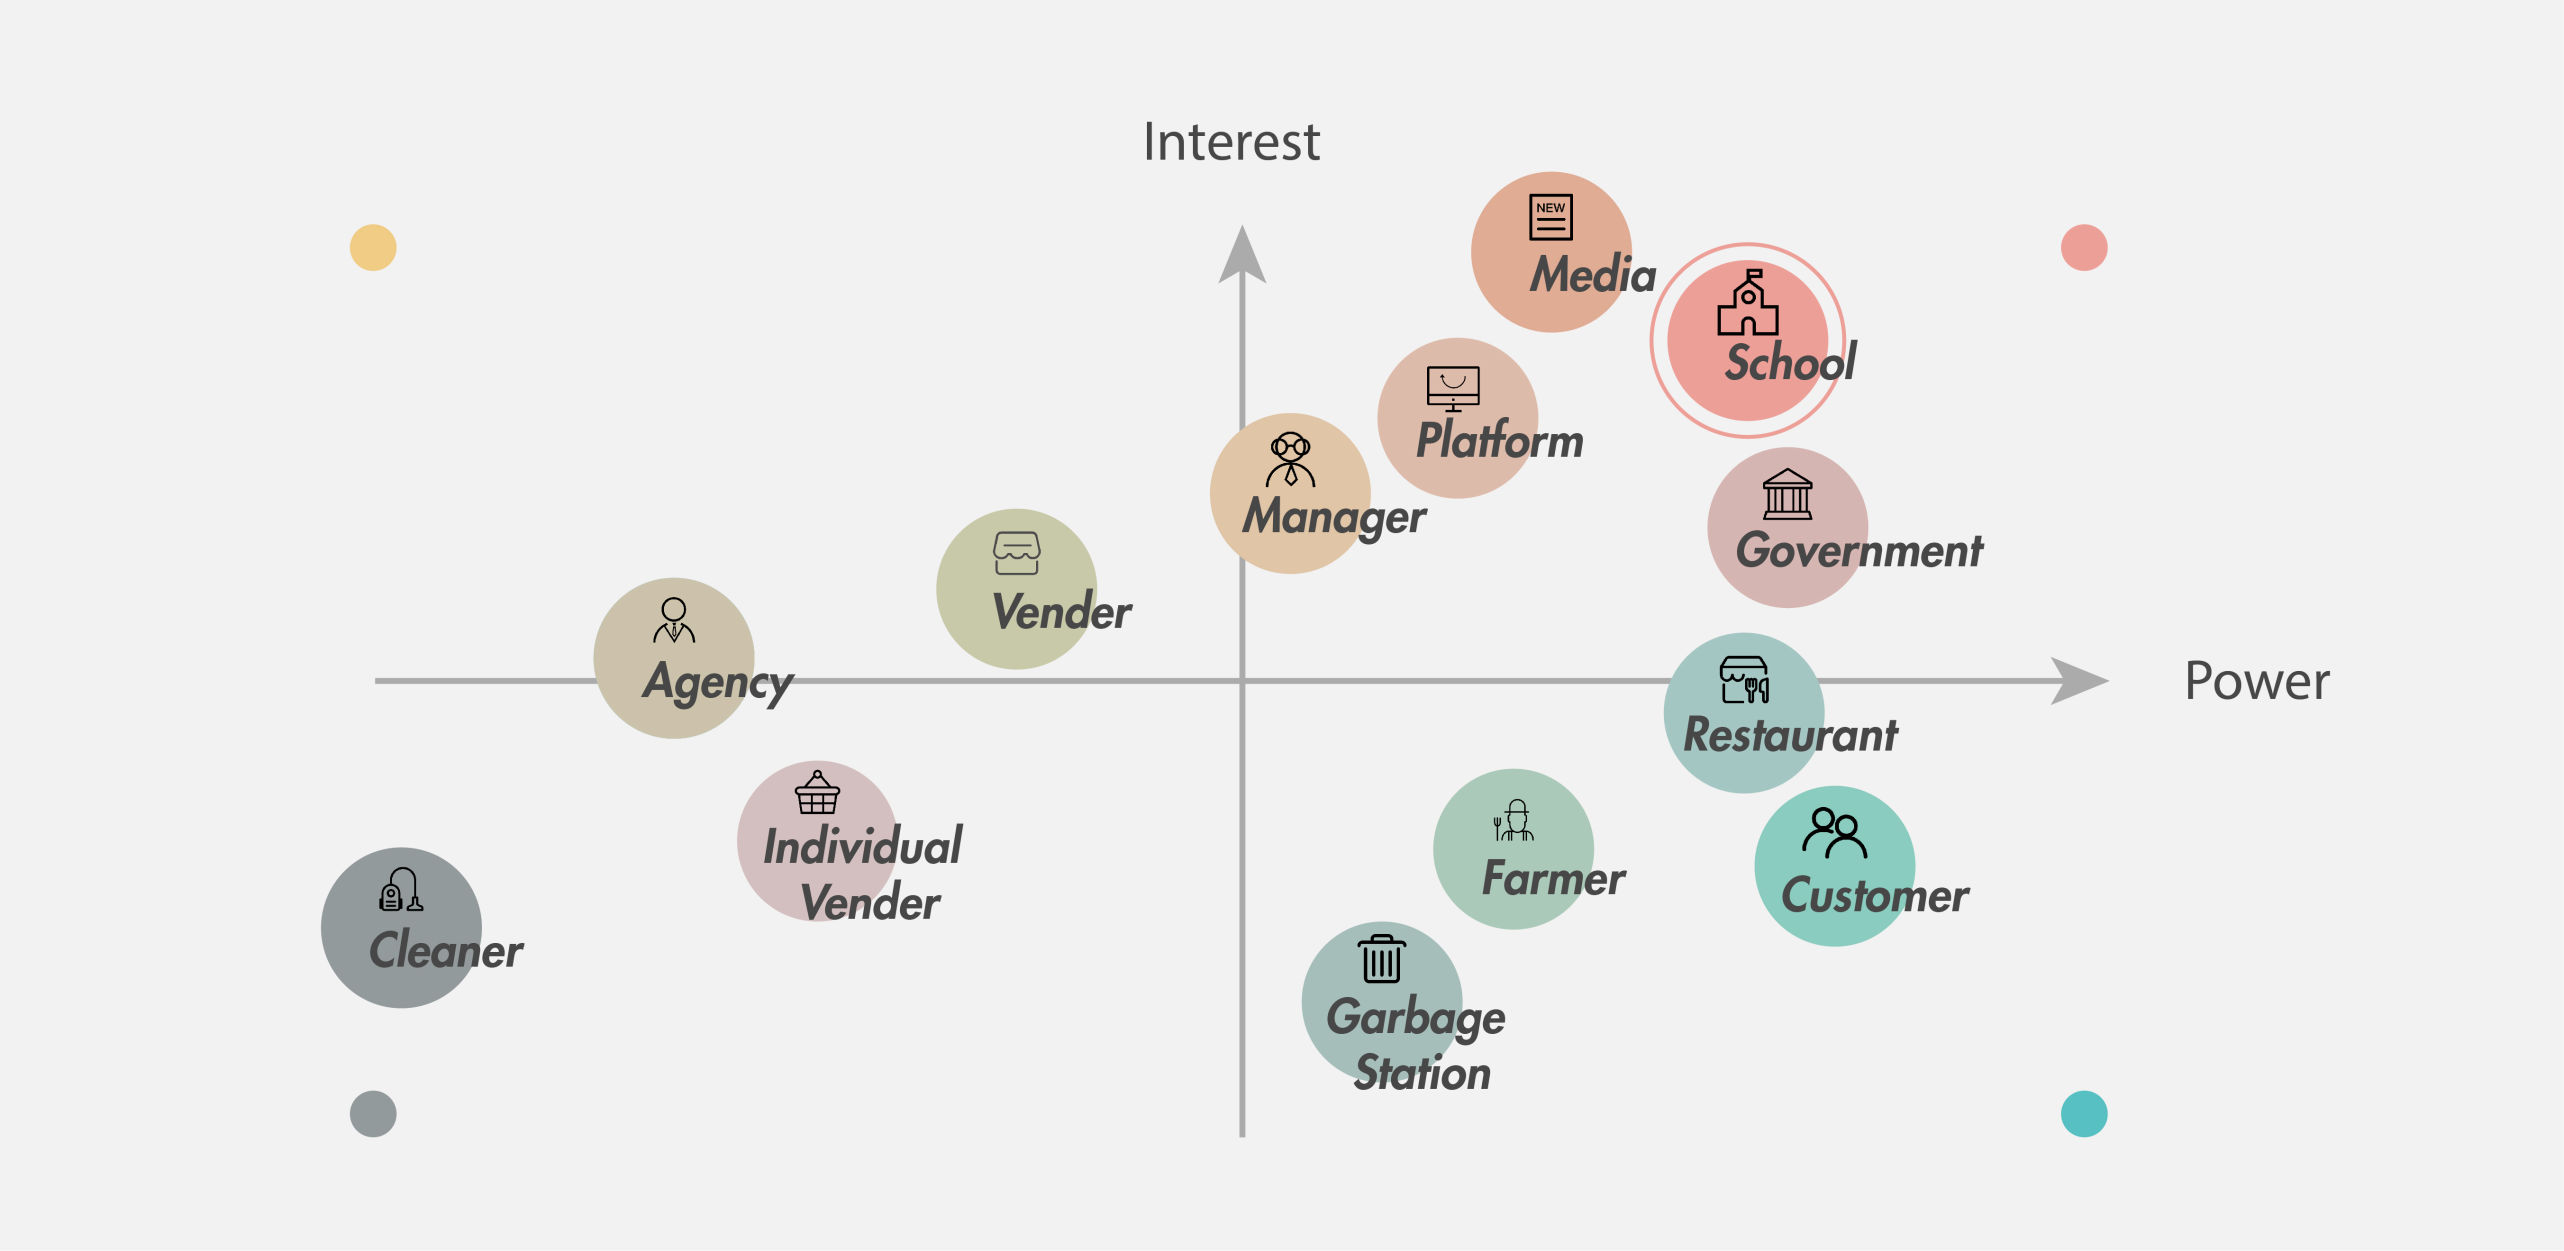 Interest
NEW
Media
School
Platform
Manager
Government
Vender
Agency
Power
Restaurant
Individual
Vender
Farmer
Customer
Cleaner
Garbage
Station